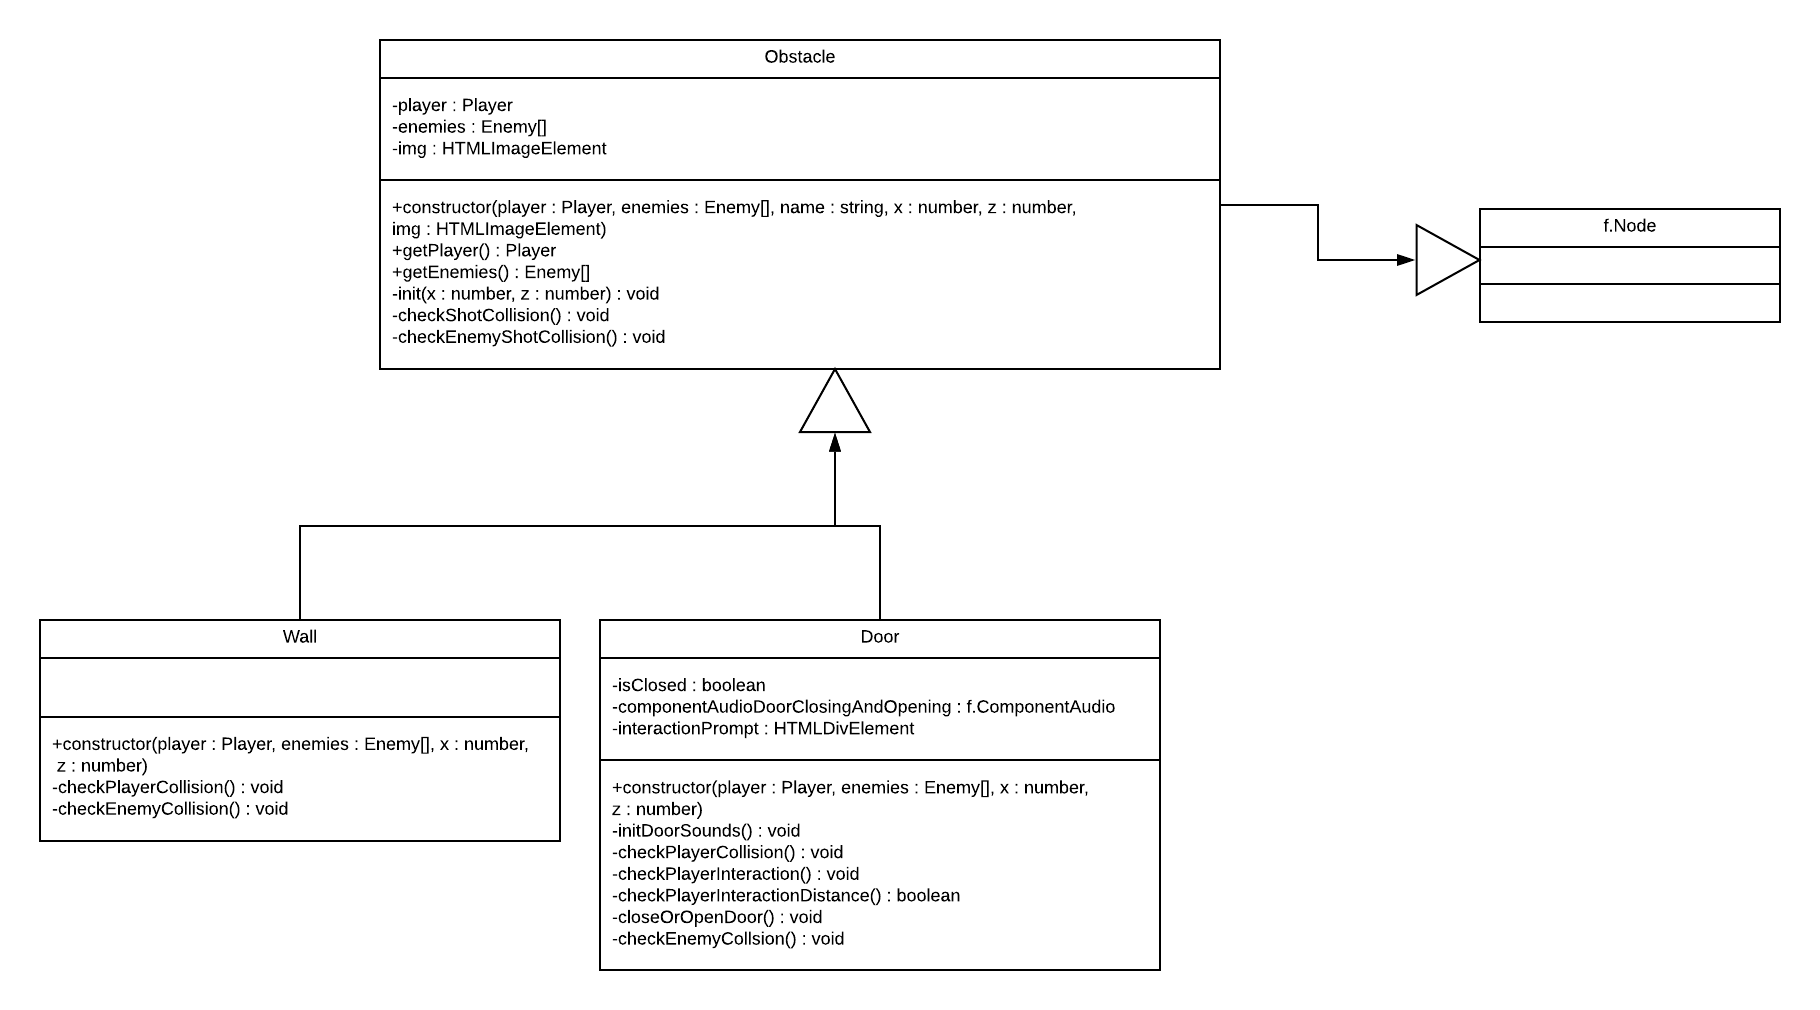 Obstacle
-player : Player
-enemies : Enemy[]
-img : HTMLImageElement
+constructor(player : Player, enemies : Enemy[], name : string, x : number, z : number,
img : HTMLImageElement)
+getPlayer() : Player
+getEnemies() : Enemy[]
-init(x : number, z : number) : void
-checkShotCollision() : void
-checkEnemyShotCollision() : void
f.Node
Wall
+constructor(player : Player, enemies : Enemy[], x : number,
z : number)
-checkPlayerCollision() : void
-checkEnemyCollision() : void
Door
-isClosed : boolean
-componentAudioDoorClosingAndOpening : f.ComponentAudio
-interactionPrompt : HTMLDivElement
+constructor(player : Player, enemies : Enemy[], x : number,
z : number)
-initDoorSounds() : void
-checkPlayerCollision() : void
-checkPlayerInteraction() : void
-checkPlayerInteractionDistance() : boolean
-closeOrOpenDoor() : void
-checkEnemyCollsion() : void